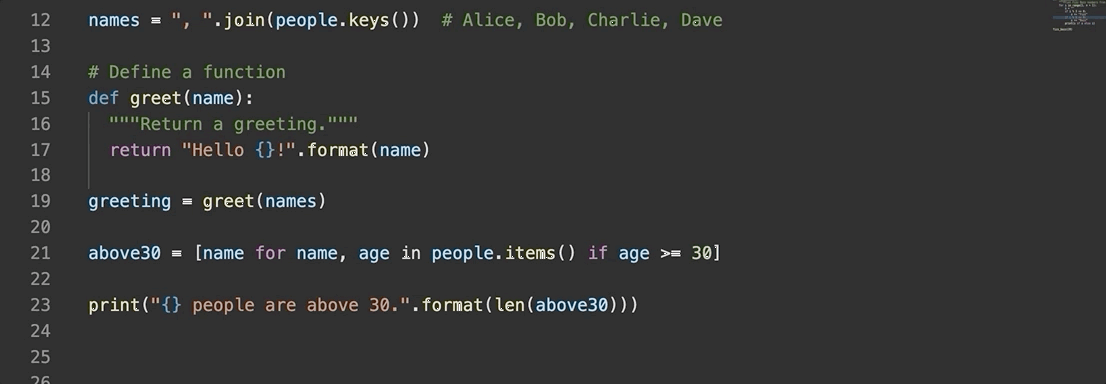 12 names = ", ".join(people.keys())  # Alice, Bob, Charlie, Dave
13
14 # Define a function
15 def greet(name):
16   """Return a greeting."""
17   return "Hello {}!".format(name)
18
19 greeting = greet(names)
20
21 above30 = [name for name, age in people.items() if age >= 30]
22
23 print("{} people are above 30.".format(len(above30)))
24
25
26